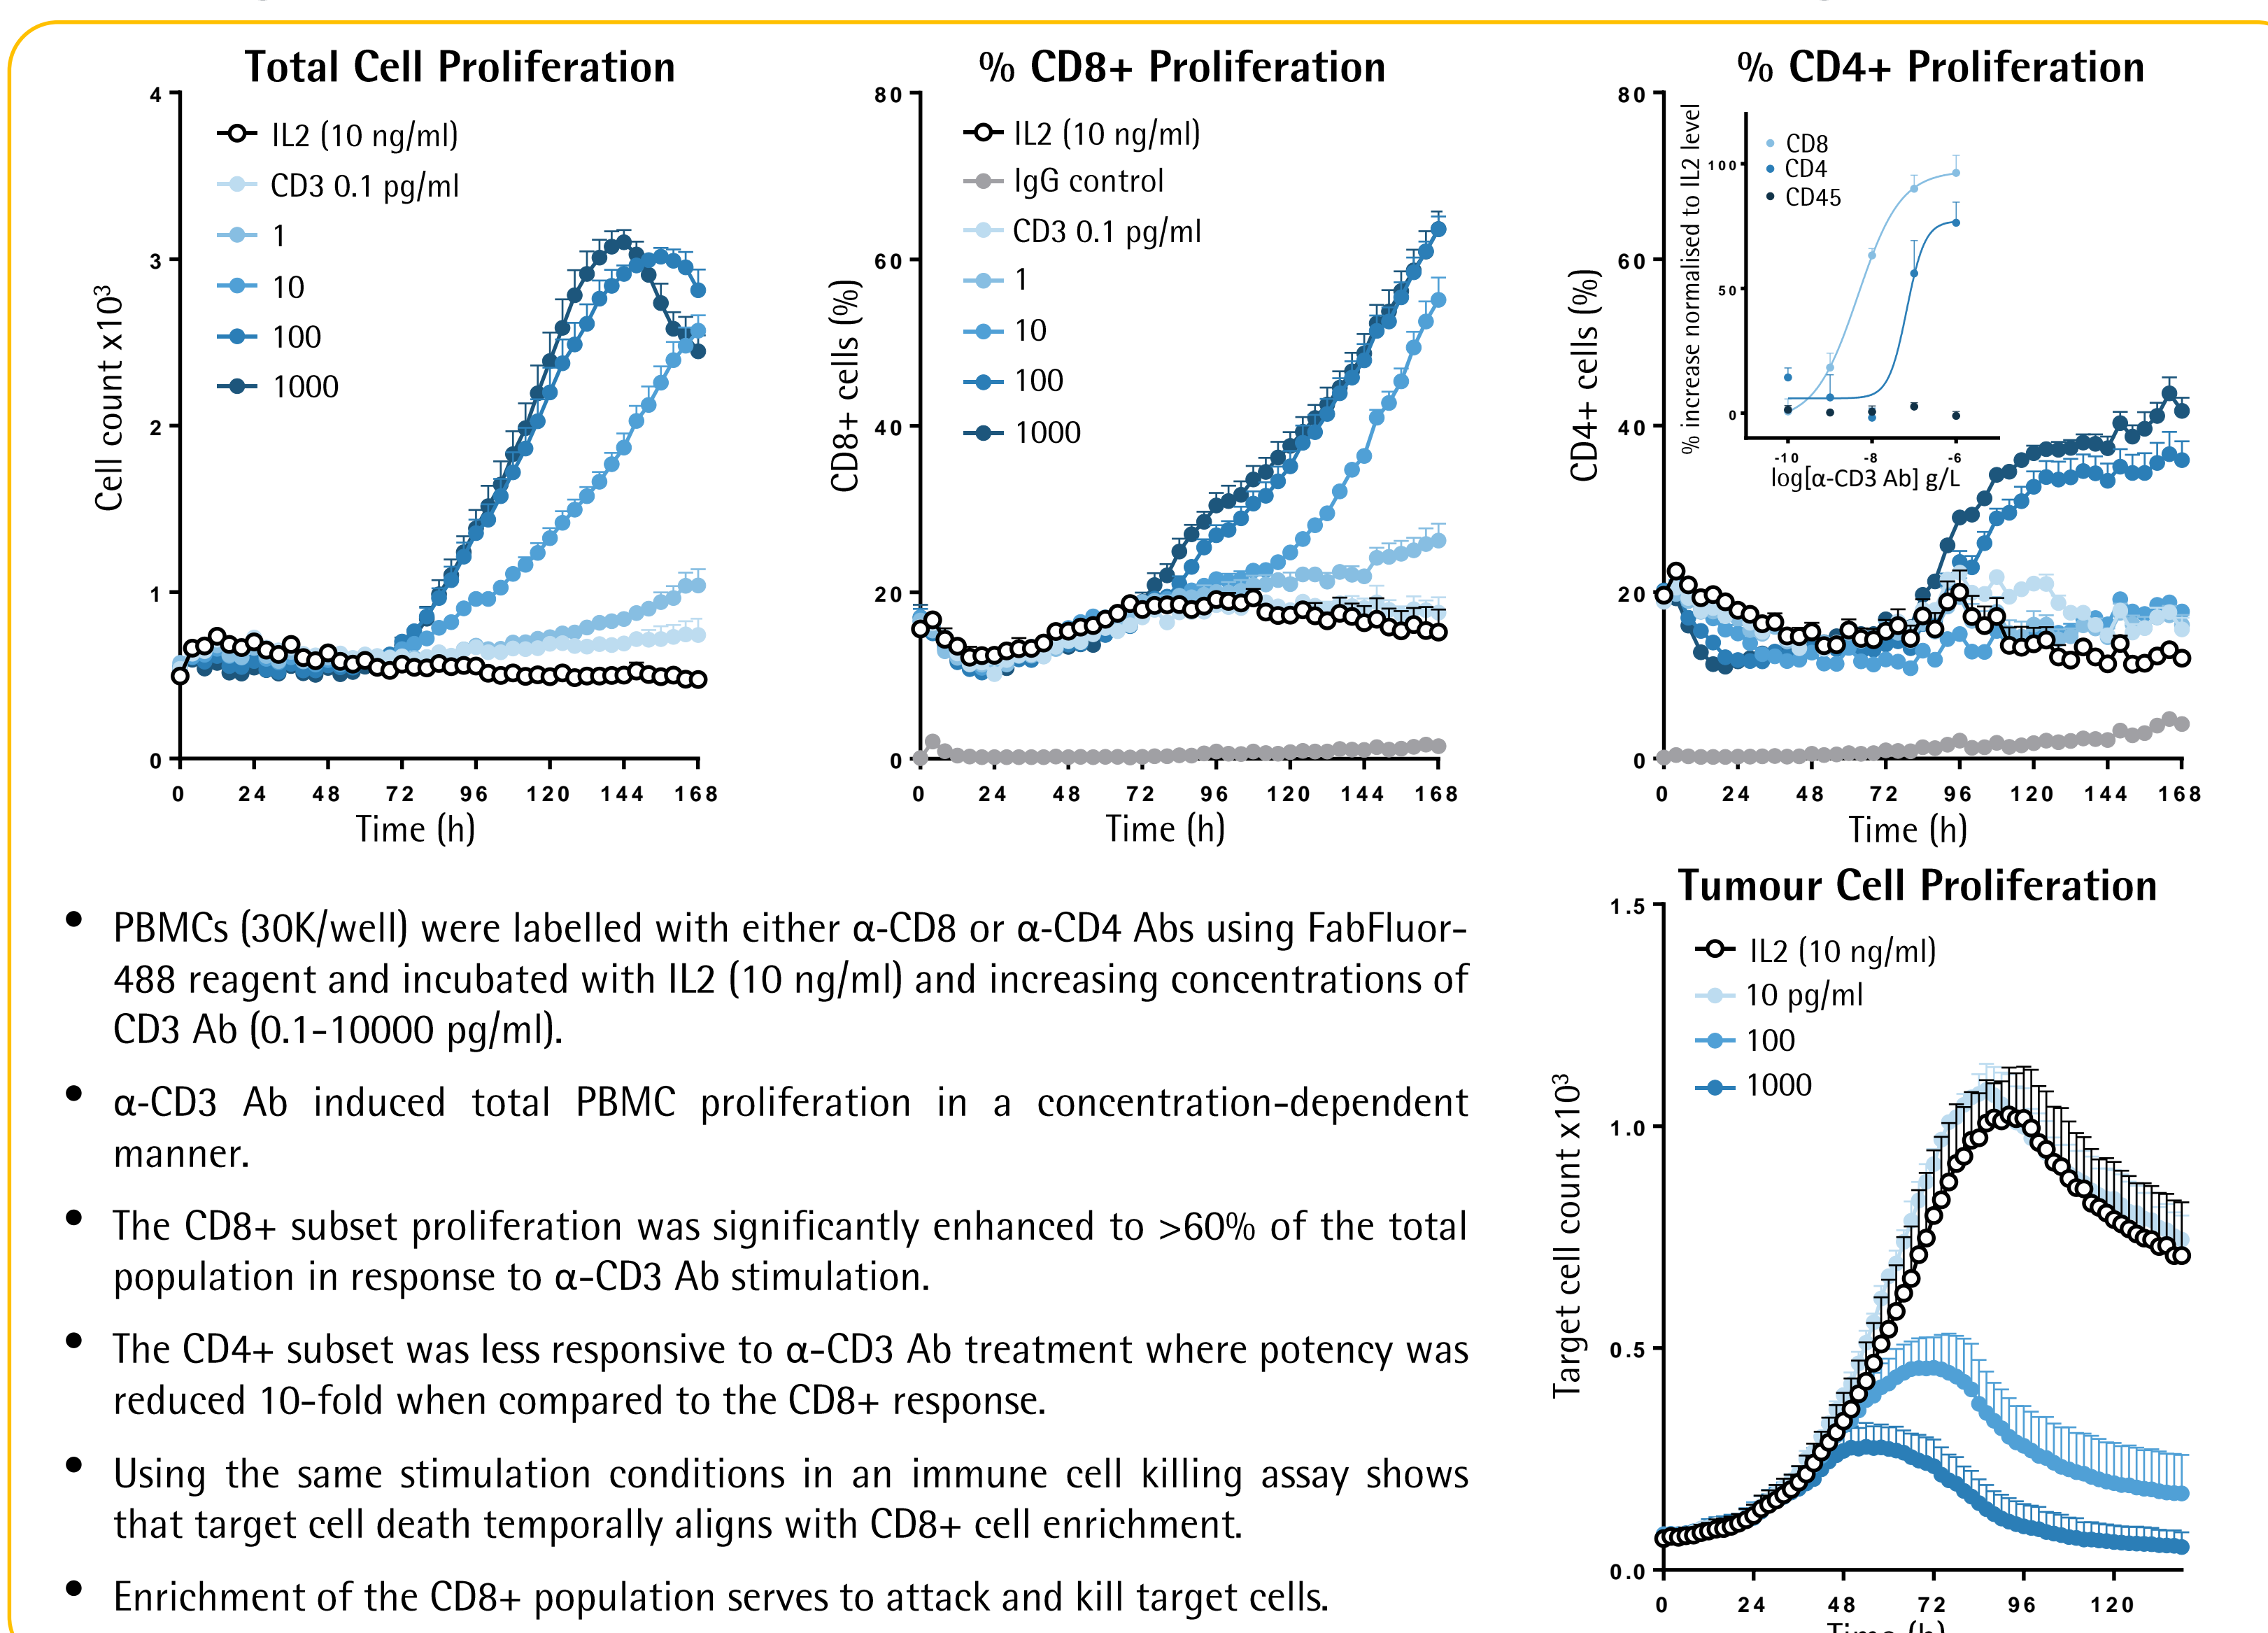 Total Cell Proliferation
4
3
2
1
0
Cell count x10³
IL2 (10 ng/ml)
CD3 0.1 pg/ml
1
10
100
1000
0 24 48 72 96 120 144 168
Time (h)
% CD8+ Proliferation
80
60
40
20
0
CD8+ cells (%)
IL2 (10 ng/ml)
IgG control
CD3 0.1 pg/ml
1
10
100
1000
0 24 48 72 96 120 144 168
Time (h)
% CD4+ Proliferation
80
60
40
20
0
CD4+ cells (%)
% increase normalised to IL2 level
100
50
0
CD8
CD4
CD45
-10 -8 -6
log[α-CD3 Ab] g/L
0 24 48 72 96 120 144 168
Time (h)
• PBMCs (30K/well) were labelled with either α-CD8 or α-CD4 Abs using FabFluor-
488 reagent and incubated with IL2 (10 ng/ml) and increasing concentrations of
CD3 Ab (0.1-10000 pg/ml).
• α-CD3 Ab induced total PBMC proliferation in a concentration-dependent
manner.
• The CD8+ subset proliferation was significantly enhanced to >60% of the total
population in response to α-CD3 Ab stimulation.
• The CD4+ subset was less responsive to α-CD3 Ab treatment where potency was
reduced 10-fold when compared to the CD8+ response.
• Using the same stimulation conditions in an immune cell killing assay shows
that target cell death temporally aligns with CD8+ cell enrichment.
• Enrichment of the CD8+ population serves to attack and kill target cells.
Tumour Cell Proliferation
1.5
1.0
0.5
0.0
Target cell count x10³
IL2 (10 ng/ml)
10 pg/ml
100
1000
0 24 48 72 96 120
Time (h)